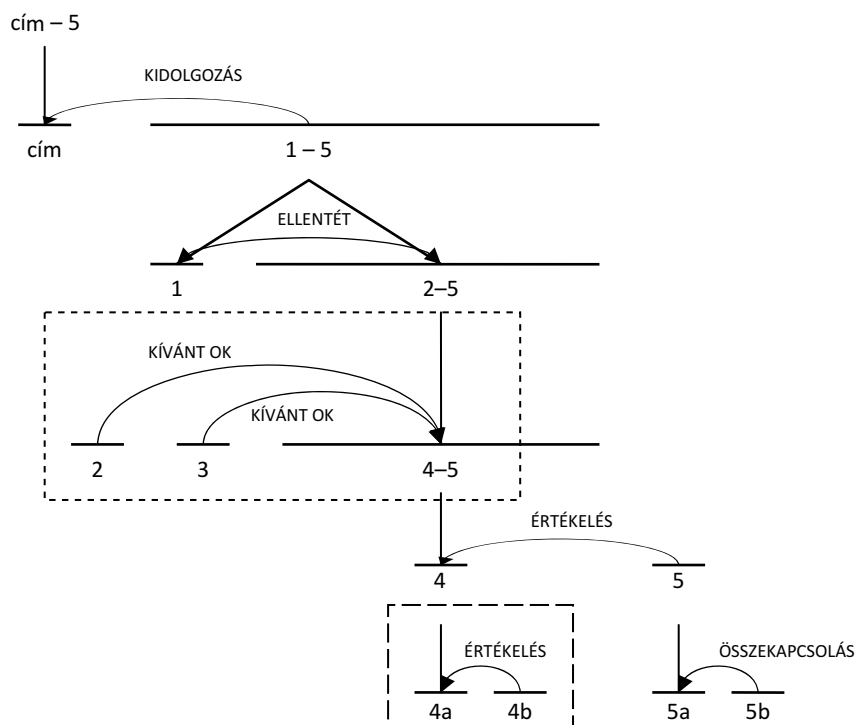 cím – 5
KIDOLGOZÁS
cím
1 – 5
ELLENTÉT
1
2–5
KÍVÁNT OK
KÍVÁNT OK
2 3 4–5
ÉRTÉKELÉS
4 5
ÉRTÉKELÉS ÖSSZEKAPCSOLÁS
4a 4b 5a 5b